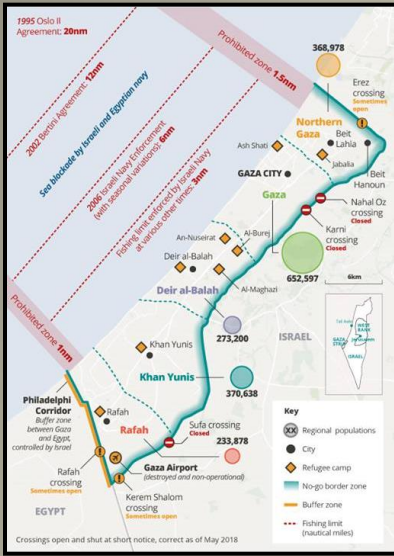 1995 Oslo II
Agreement: 20nm
2002 Bertini Agreement: 12nm
Sea blockade by Israeli and Egyptian navy
2006 Israeli Navy Enforcement
(with seasonal variations): 6nm
Fishing limit enforced by Israeli Navy
at various other times: 3nm
Prohibited zone 1.5nm
368,978
Erez
crossing
Sometimes
open
Northern
Gaza
Beit
Lahia
Ash Shati
Jabalia
GAZA CITY
Beit
Hanoun
Gaza
Nahal Oz
crossing
Closed
Karni
crossing
Closed
An-Nuseirat
Al-Burej
Deir al-Balah
652,597
6km
Al-Maghazi
Deir al-Balah
Prohibited zone 1nm
273,200
ISRAEL
WEST
BANK
Jerusalem
GAZA
STRIP
ISRAEL
Khan Yunis
Khan Yunis
370,638
Philadelphi
Corridor
Buffer zone
between Gaza
and Egypt,
controlled by Israel
Rafah
Rafah
Sufa crossing
Closed
233,878
Rafah
crossing
Sometimes open
Gaza Airport
(destroyed and non-operational)
Kerem Shalom
crossing
Sometimes open
EGYPT
Key
XX Regional populations
City
Refugee camp
No-go border zone
Buffer zone
Fishing limit
(nautical miles)
Crossings open and shut at short notice, correct as of May 2018